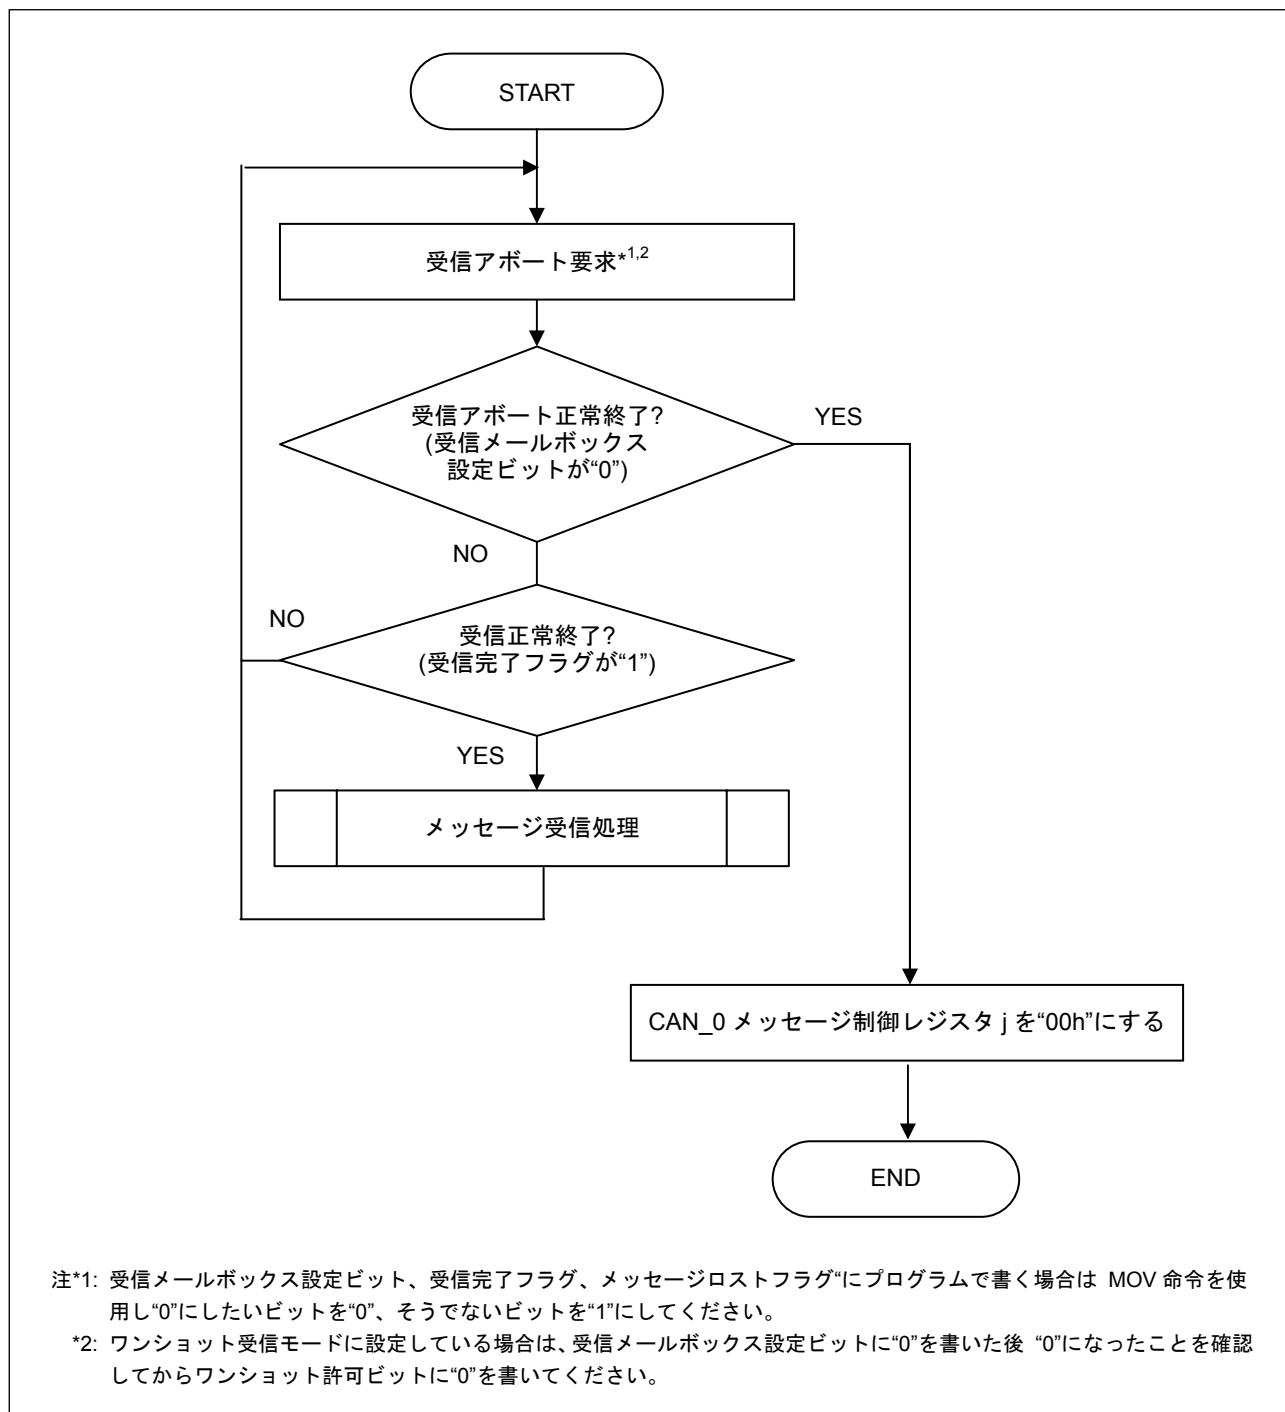 START
受信アボート要求*1,2
受信アボート正常終了?
(受信メールボックス
設定ビットが“0”)
YES
NO
NO
受信正常終了?
(受信完了フラグが“1”)
YES
メッセージ受信処理
CAN_0 メッセージ制御レジスタ j を“00h”にする
END
注*1: 受信メールボックス設定ビット、受信完了フラグ、メッセージロストフラグ“にプログラムで書く場合は MOV 命令を使
用し“0”にしたいビットを“0”、そうでないビットを“1”にしてください。
*2: ワンショット受信モードに設定している場合は、受信メールボックス設定ビットに“0”を書いた後 “0”になったことを確認
してからワンショット許可ビットに“0”を書いてください。